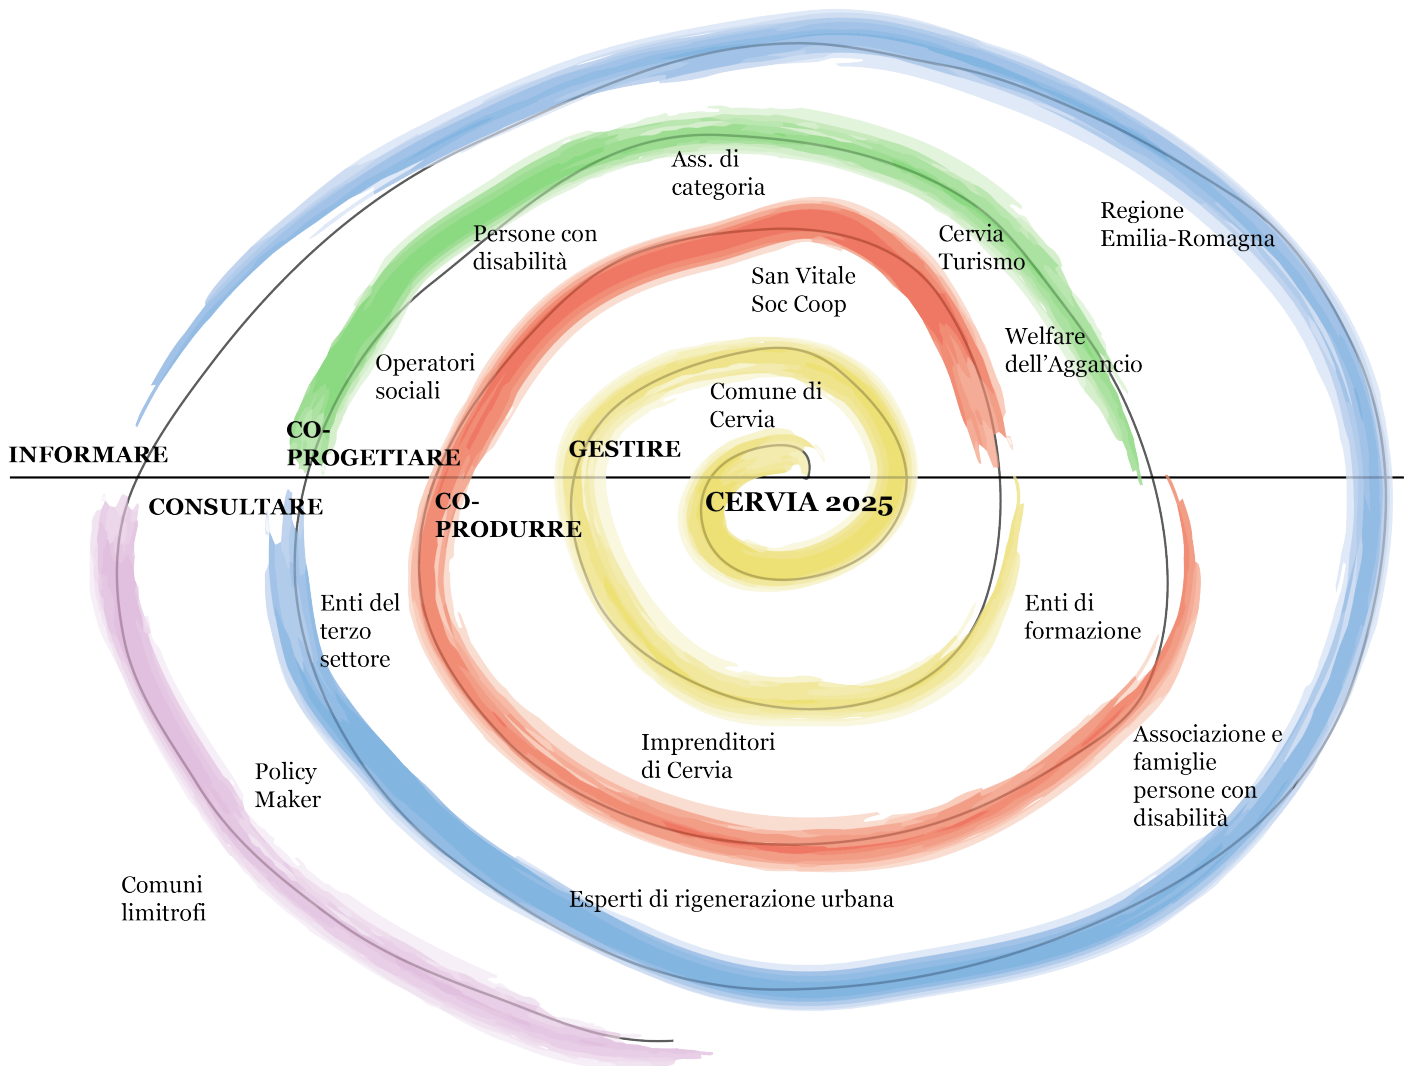 Ass. di
categoria
Regione
Emilia-Romagna
Persone con
disabilità
Cervia
Turismo
San Vitale
Soc Coop
Welfare
dell’Aggancio
Operatori
sociali
Comune di
Cervia
CO-
PROGETTARE
INFORMARE
GESTIRE
CONSULTARE
CO-
PRODURRE
CERVIA 2025
Enti del
terzo
settore
Enti di
formazione
Imprenditori
di Cervia
Associazione e
famiglie
persone con
disabilità
Policy
Maker
Comuni
limitrofi
Esperti di rigenerazione urbana